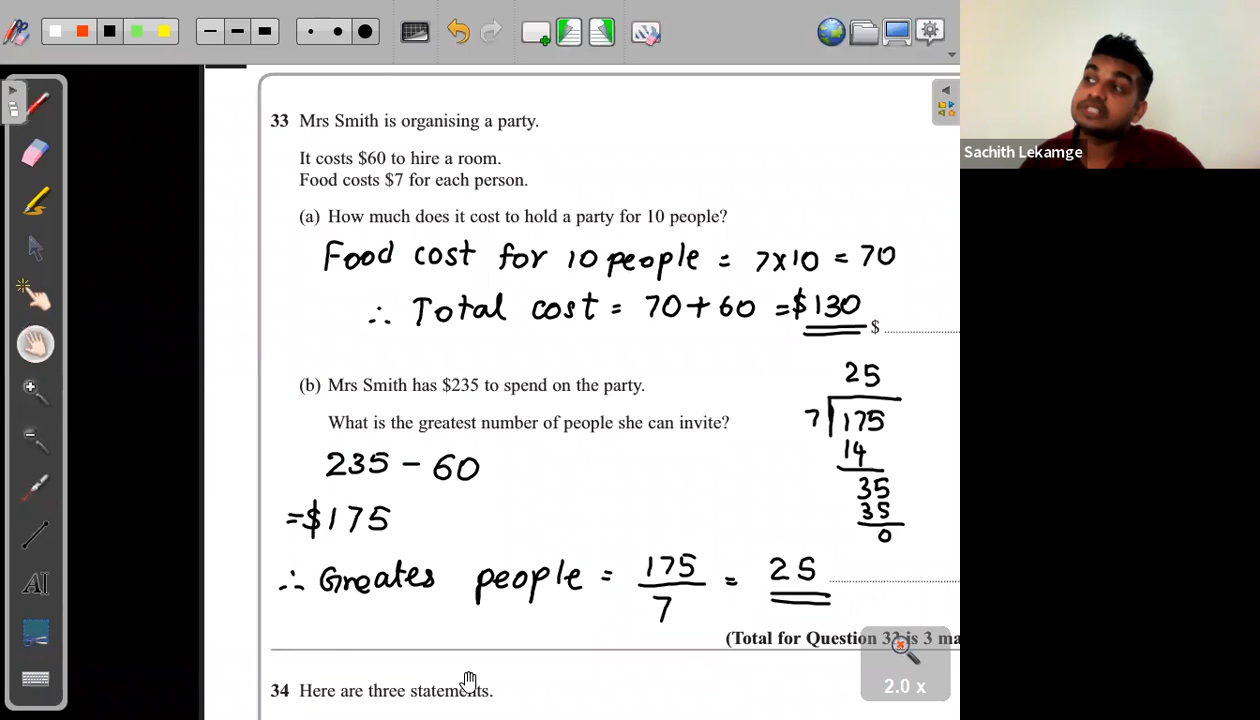 33 Mrs Smith is organising a party.
It costs $60 to hire a room.
Food costs $7 for each person.
(a) How much does it cost to hold a party for 10 people?
Food cost for 10 people = 7x10 = 70
∴ Total cost = 70 + 60 = $130
$
(b) Mrs Smith has $235 to spend on the party.
What is the greatest number of people she can invite?
235 - 60
= $175
25
7 175
14
35
35
0
∴ Greates people = 175/7 = 25
(Total for Question 33 is 3 ma
34 Here are three statements.
Sachith Lekamge
AI
2.0 x